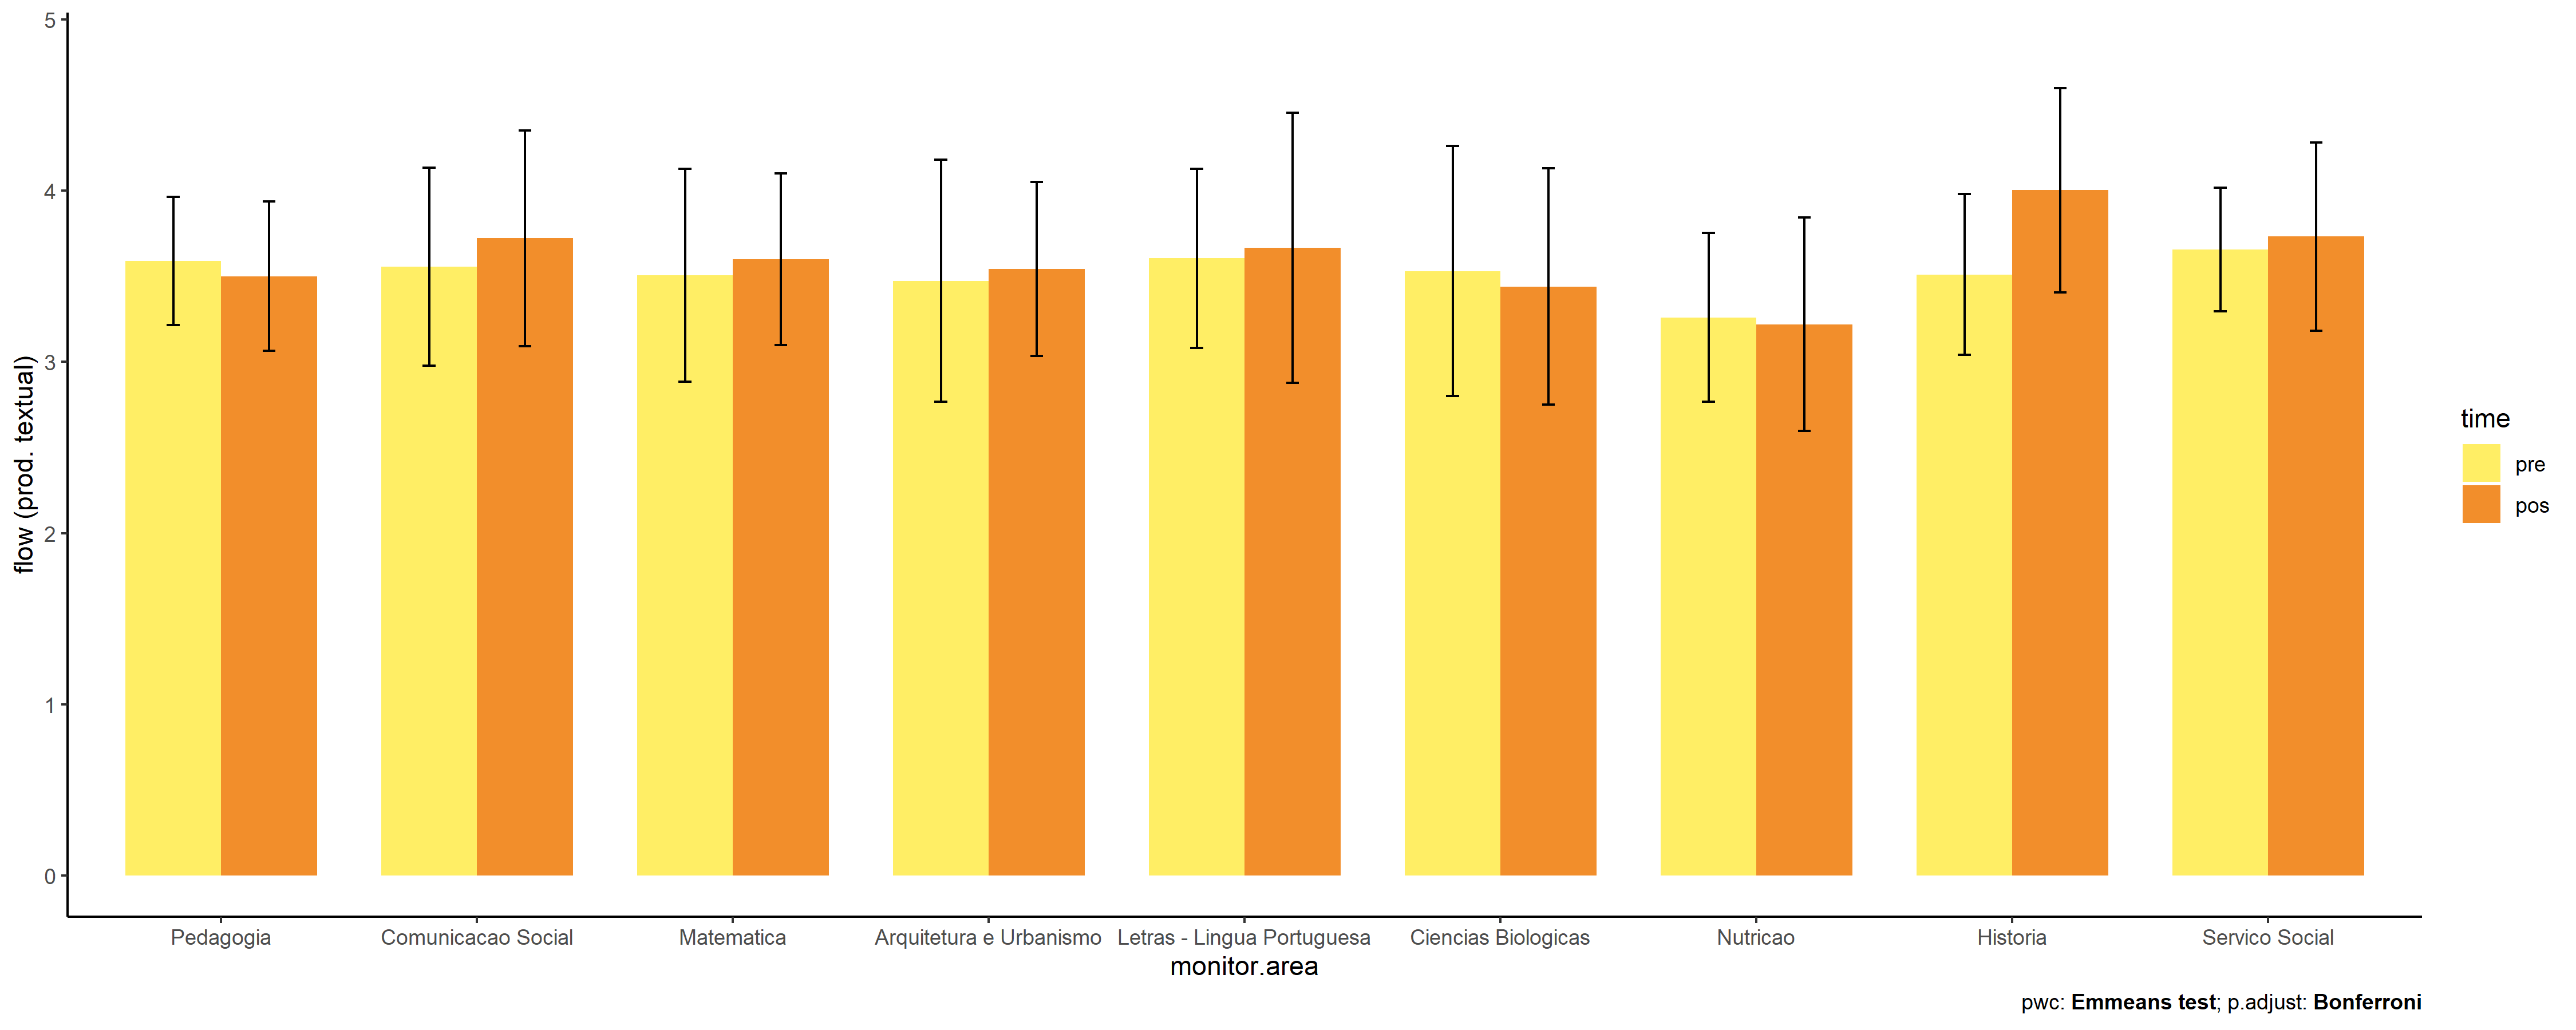 5
4
3
2
1
0
flow (prod. textual)
Pedagogia
Comunicacao Social
Matematica
Arquitetura e Urbanismo
Letras - Lingua Portuguesa
Ciencias Biologicas
Nutricao
Historia
Servico Social
monitor.area
time
pre
pos
pwc: Emmeans test; p.adjust: Bonferroni